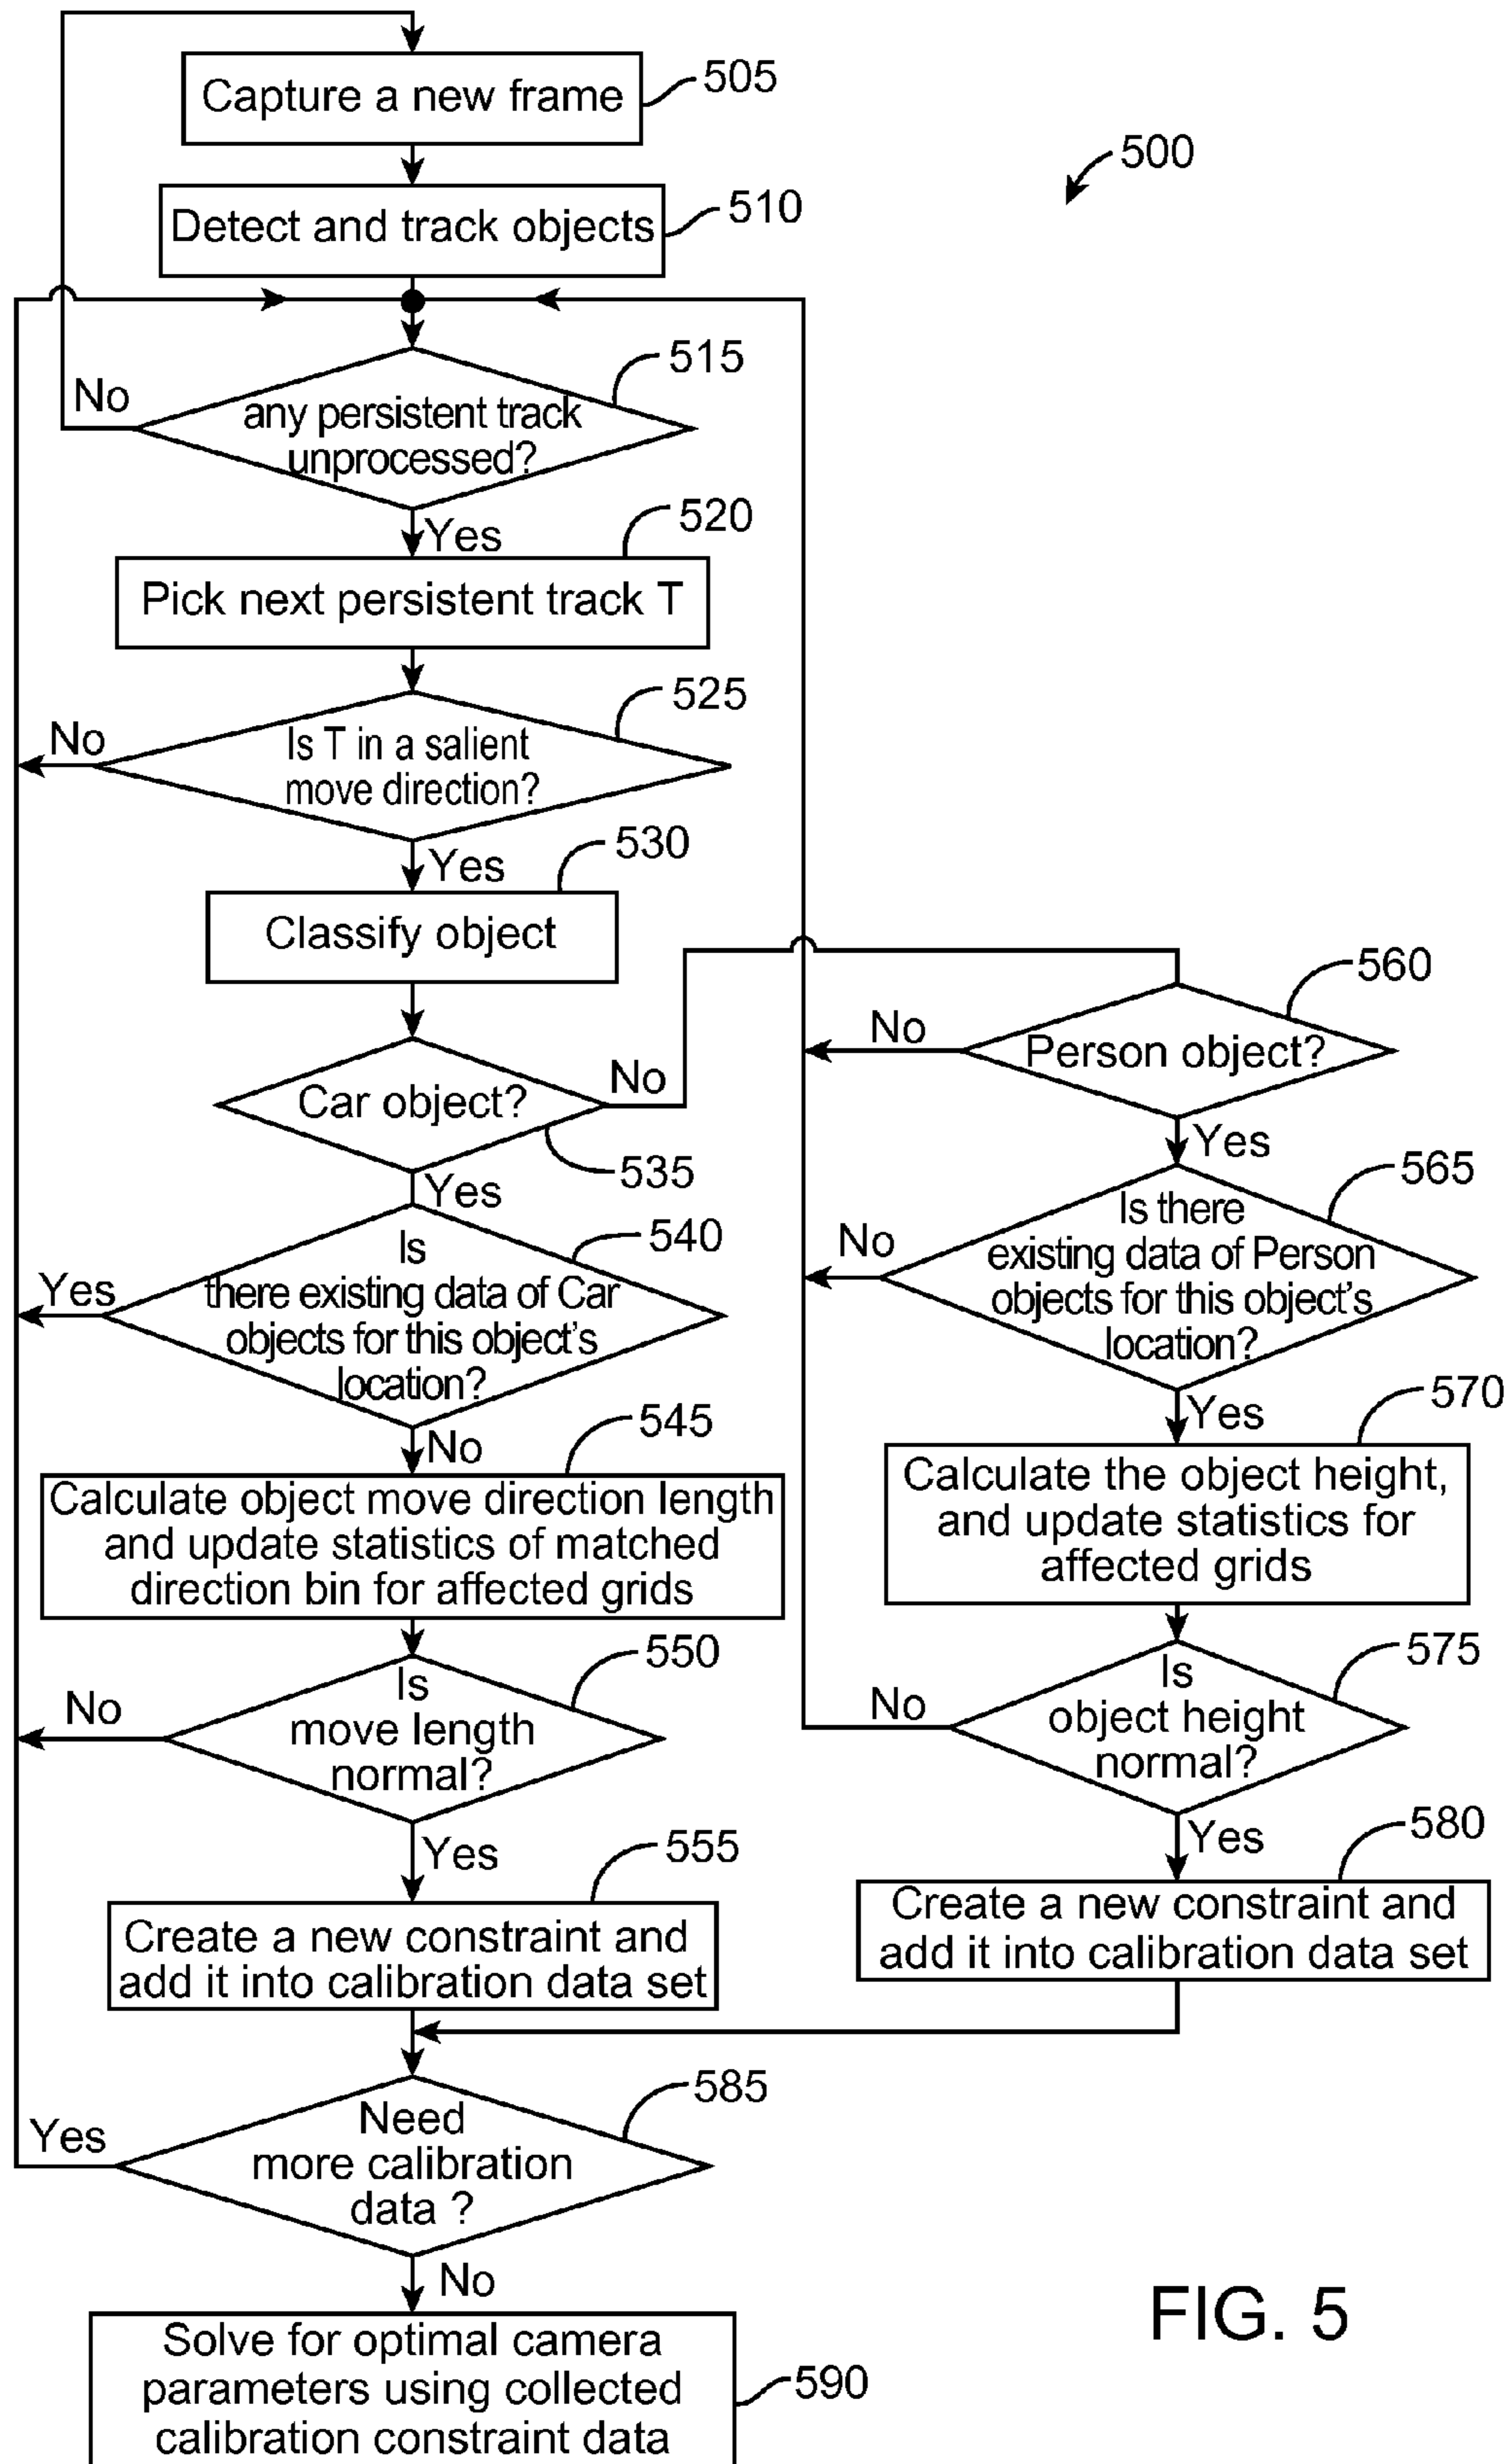 Capture a new frame
505
500
Detect and track objects
510
515
No
any persistent track
unprocessed?
Yes
520
Pick next persistent track T
525
No
Is T in a salient
move direction?
Yes
530
Classify object
560
No
Person object?
Car object?
No
535
Yes
Yes
565
540
Is
there existing data of Car
objects for this object's
location?
Yes
Is there
existing data of Person
objects for this object's
location?
No
No
545
Yes
570
Calculate object move direction length
and update statistics of matched
direction bin for affected grids
Calculate the object height,
and update statistics for
affected grids
550
575
Is
move length
normal?
No
Is
object height
normal?
No
Yes
555
Yes
580
Create a new constraint and
add it into calibration data set
Create a new constraint and
add it into calibration data set
585
Need
more calibration
data ?
Yes
No
Solve for optimal camera
parameters using collected
calibration constraint data
590
FIG. 5